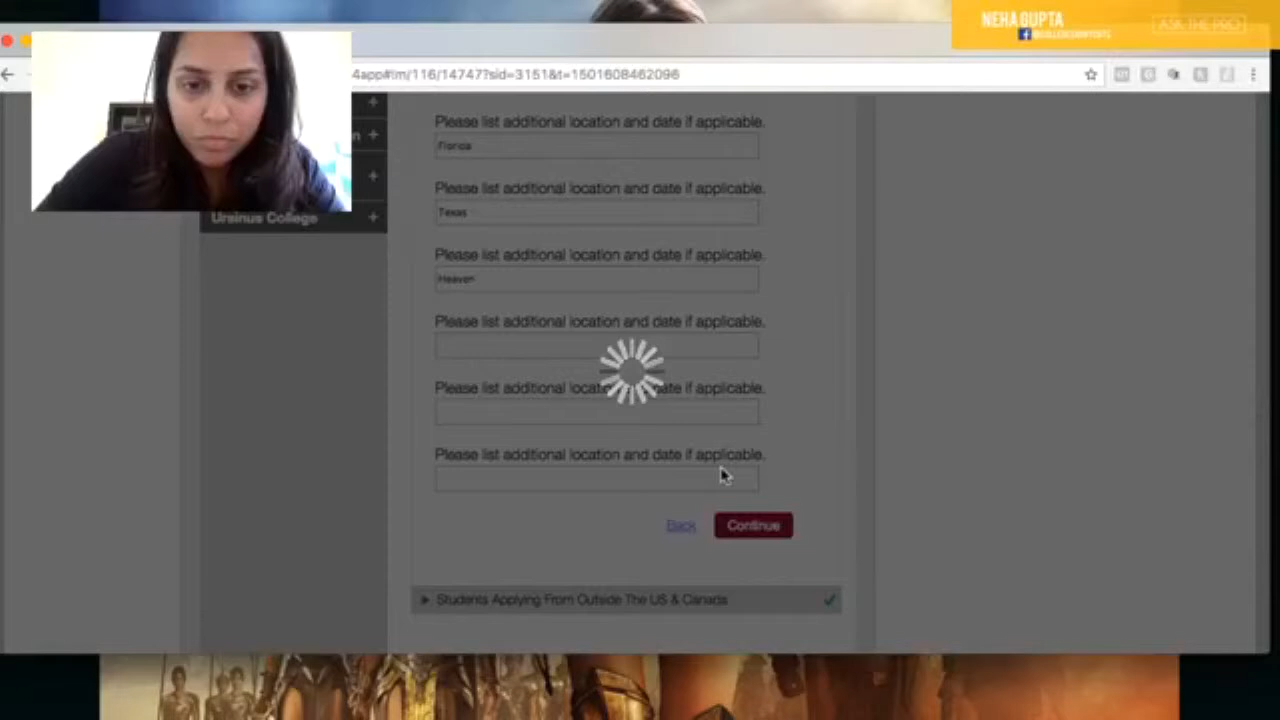 NEHA GUPTA
ASK THE PRO
4app#!m/116/14747?sid=3151&t=1501608462096
Please list additional location and date if applicable.
Florida
Please list additional location and date if applicable.
Texas
Ursinus College
Please list additional location and date if applicable.
Heaven
Please list additional location and date if applicable.
Please list additional locati date if applicable.
Please list additional location and date if applicable.
Back Continue
Students Applying From Outside The US & Canada